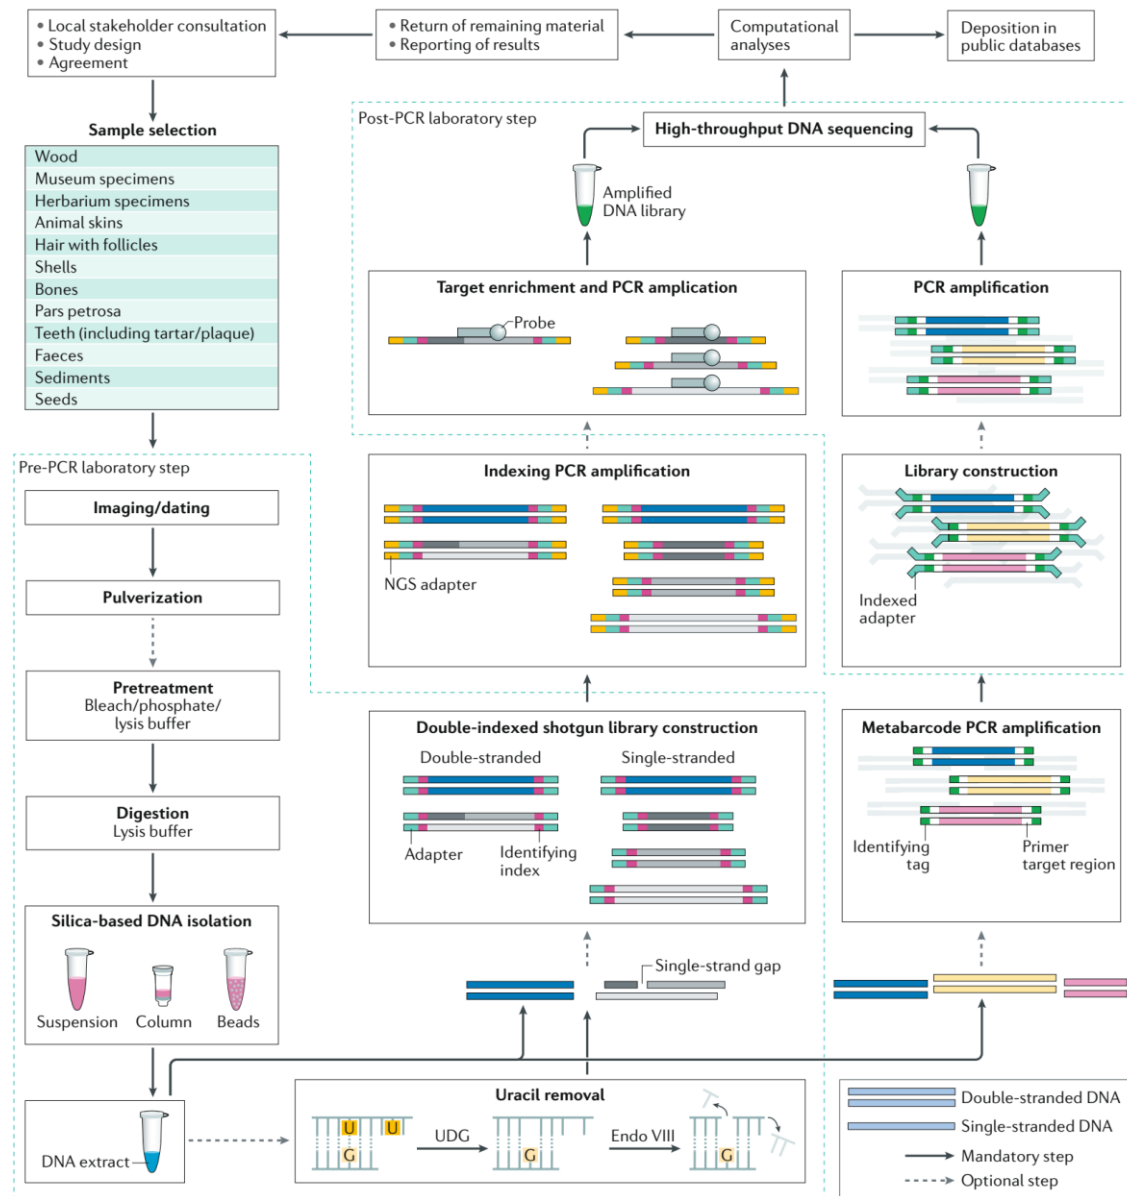 • Local stakeholder consultation
• Study design
• Agreement
• Return of remaining material
• Reporting of results
Computational
analyses
Deposition in
public databases
Sample selection
Wood
Museum specimens
Herbarium specimens
Animal skins
Hair with follicles
Shells
Bones
Pars petrosa
Teeth (including tartar/plaque)
Faeces
Sediments
Seeds
Post-PCR laboratory step
High-throughput DNA sequencing
Amplified
DNA library
Target enrichment and PCR amplication
Probe
PCR amplification
Pre-PCR laboratory step
Imaging/dating
Pulverization
Pretreatment
Bleach/phosphate/
lysis buffer
Digestion
Lysis buffer
Silica-based DNA isolation
Suspension
Column
Beads
DNA extract
Indexing PCR amplification
NGS adapter
Library construction
Indexed
adapter
Double-indexed shotgun library construction
Double-stranded
Single-stranded
Adapter
Identifying
index
Metabarcode PCR amplification
Identifying
tag
Primer
target region
Single-strand gap
Uracil removal
U
U
G
UDG
G
Endo VIII
G
Double-stranded DNA
Single-stranded DNA
Mandatory step
Optional step